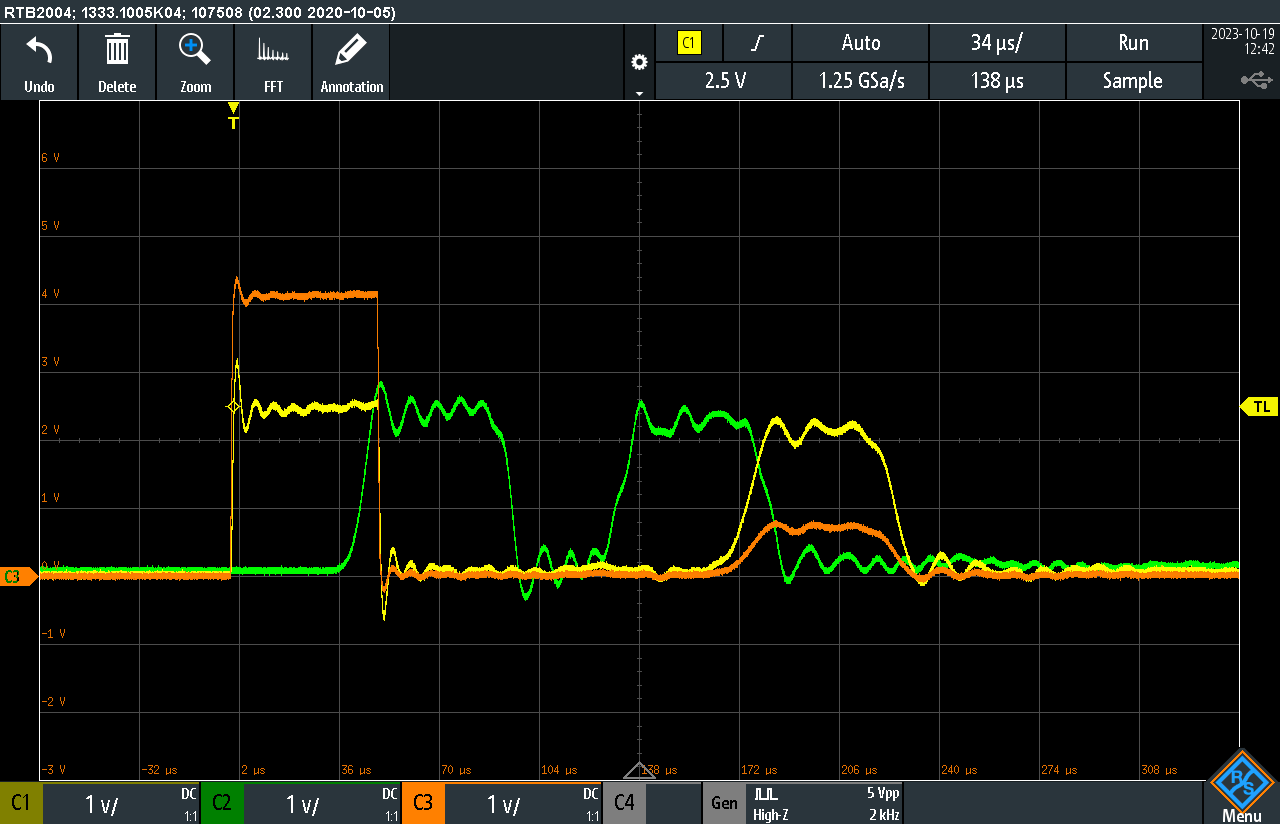 RTB2004; 1333.1005K04; 107508 (02.300 2020-10-05)
Undo
Delete
Zoom
FFT
Annotation
C1
Auto
34 µs/
Run
2.5 V
1.25 GSa/s
138 µs
Sample
2023-10-19
12:42
T
6 V
5 V
4 V
3 V
TL
2 V
1 V
0 V
C3
-1 V
-2 V
-3 V
-32 µs
2 µs
36 µs
70 µs
104 µs
138 µs
172 µs
206 µs
240 µs
274 µs
308 µs
C1
1 V/
DC
1:1
C2
1 V/
DC
1:1
C3
1 V/
DC
1:1
C4
Gen
High-Z
5 Vpp
2 kHz
R S
Menu